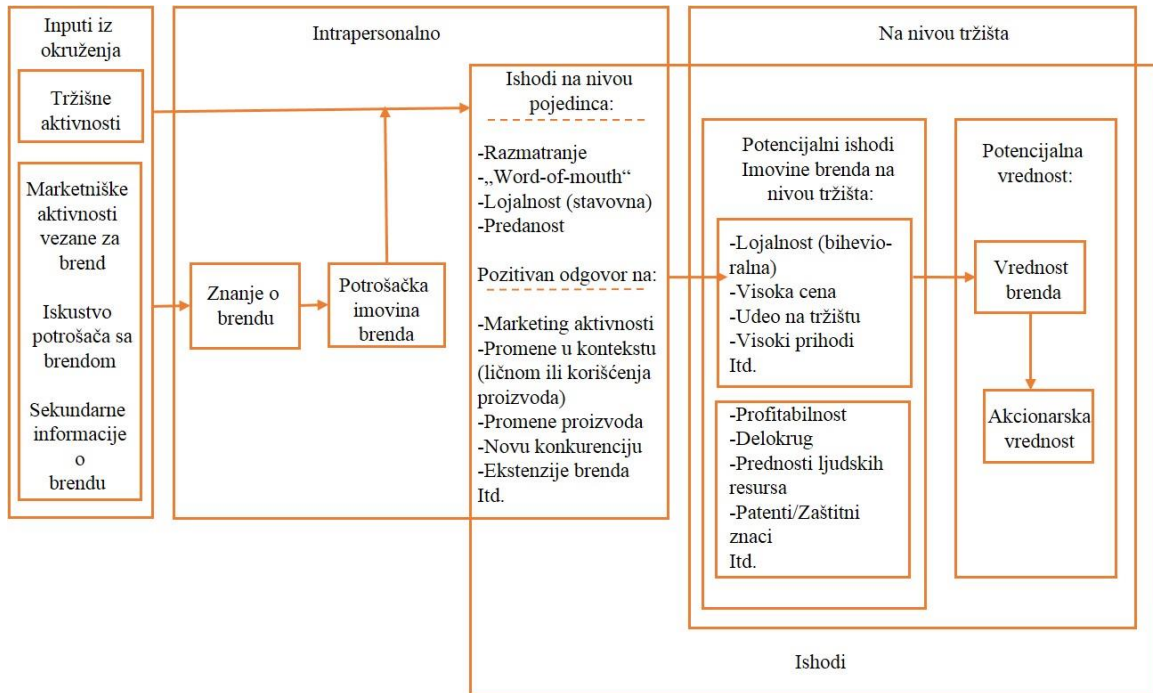 Inputi iz
okruženja
Tržišne
aktivnosti
Marketniške
aktivnosti
vezane za
brend
Iskustvo
potrošača sa
brendom
Sekundarne
informacije
o
brendu
Intrapersonalno
Znanje o
brendu
Potrošačka
imovina
brenda
Ishodi na nivou
pojedinca:
-Razmatranje
-„Word-of-mouth“
-Lojalnost (stavovna)
-Predanost
Pozitivan odgovor na:
-Marketing aktivnosti
-Promene u kontekstu
(ličnom ili korišćenja
proizvoda)
-Promene proizvoda
-Novu konkurenciju
-Ekstenzije brenda
Itd.
Na nivou tržišta
Potencijalni ishodi
Imovine brenda na
nivou tržišta:
-Lojalnost (bihevio-
ralna)
-Visoka cena
-Udeo na tržištu
-Visoki prihodi
Itd.
-Profitabilnost
-Delokrug
-Prednosti ljudskih
resursa
-Patenti/Zaštitni
znaci
Itd.
Potencijalna
vrednost:
Vrednost
brenda
Akcionarska
vrednost
Ishodi